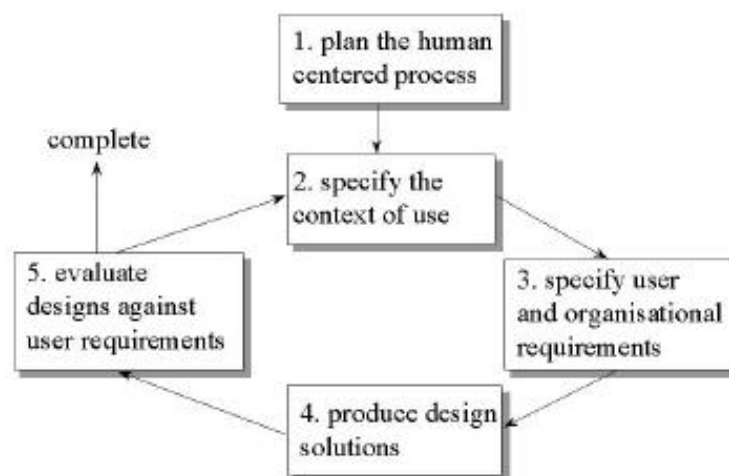 1. plan the human
centered process
complete
2. specify the
context of use
5. evaluate
designs against
user requirements
3. specify user
and organisational
requirements
4. produce design
solutions